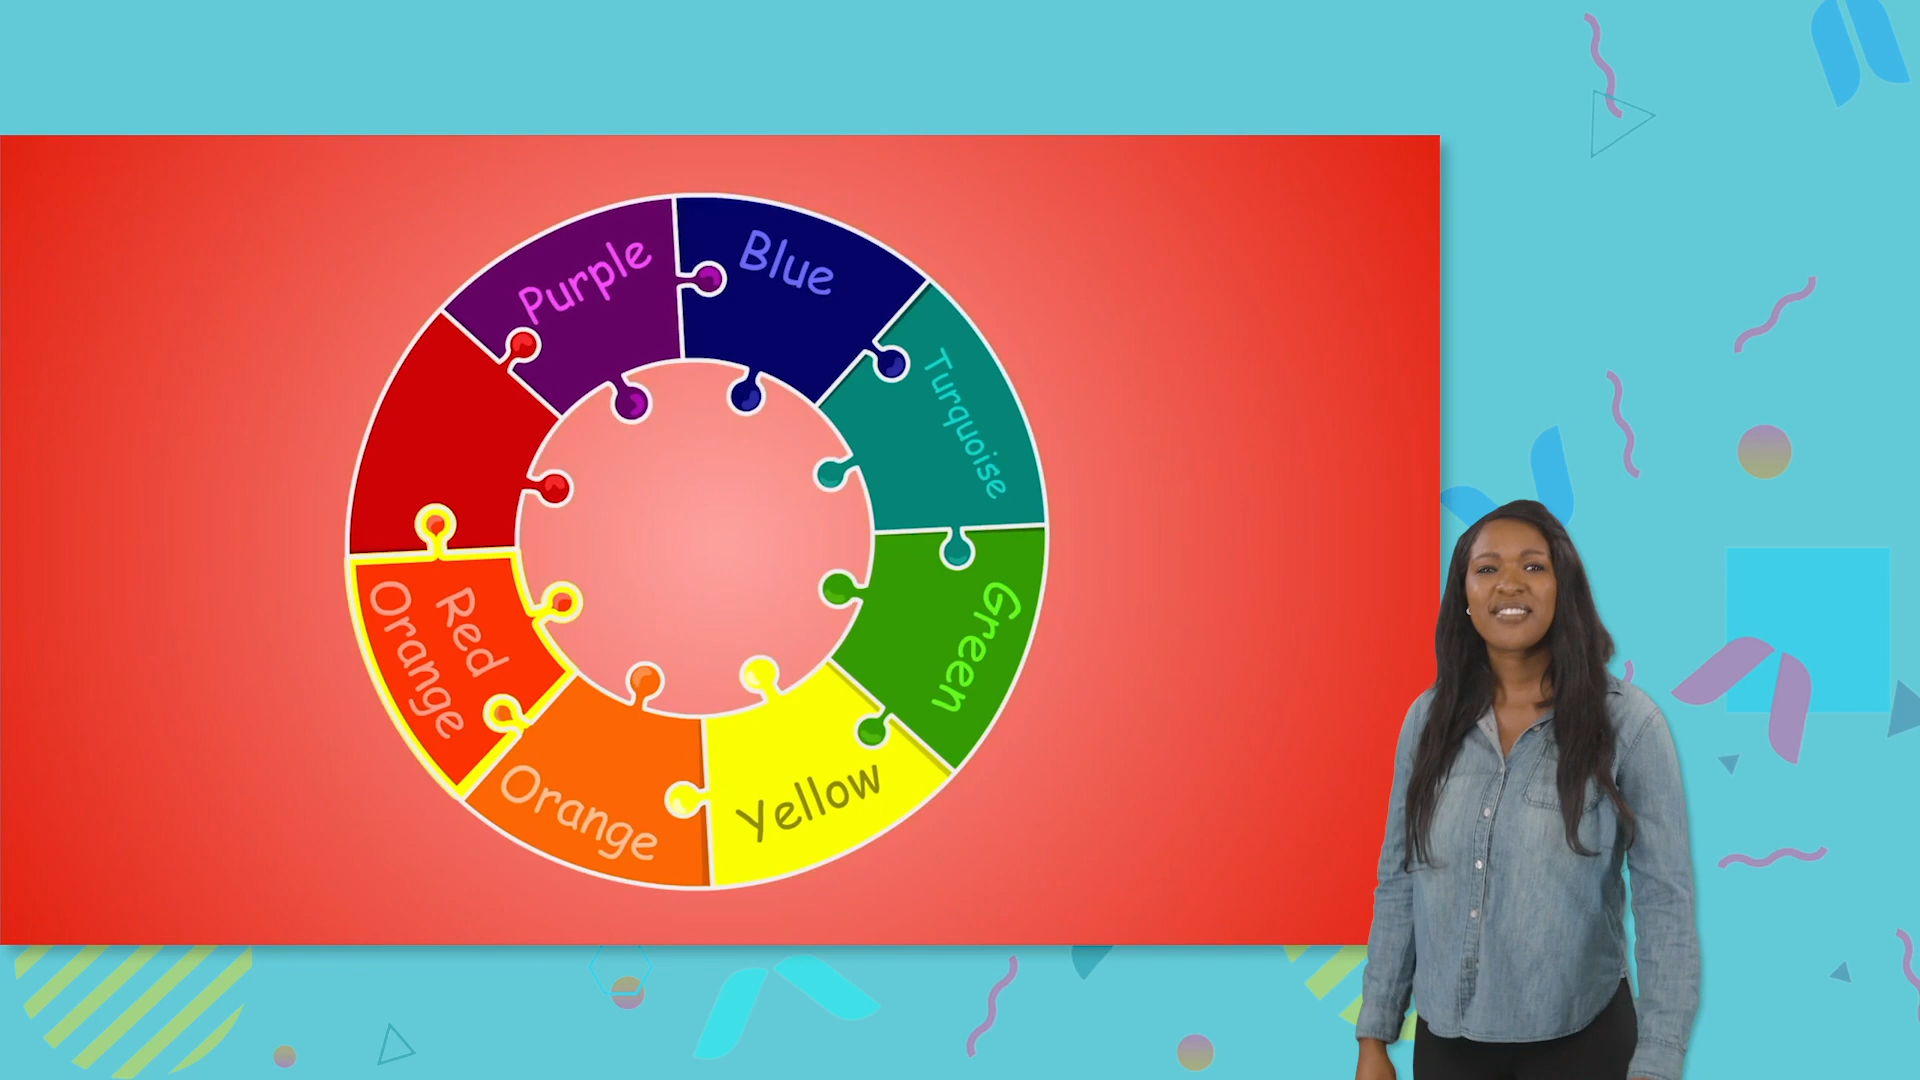 Purple
Blue
Turquoise
Green
Yellow
Orange
Red
Orange